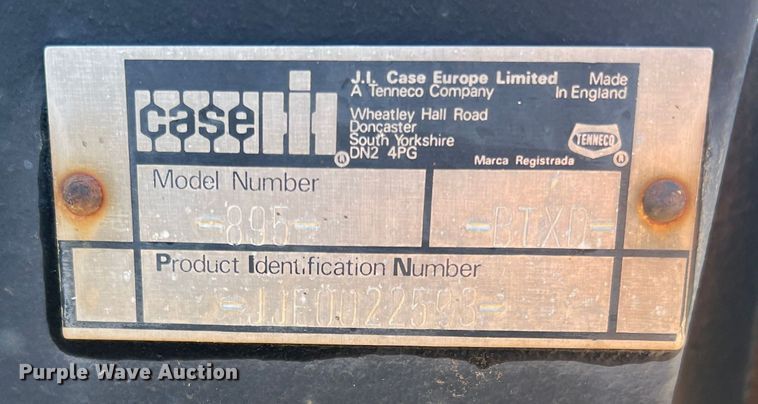 case IH
J.I. Case Europe Limited Made
A Tenneco Company In England
Wheatley Hall Road
Doncaster
South Yorkshire
DN2 4PG
TENNECO
Marca Registrada
Model Number
-895- -BTXD-
Product Identification Number
-JJE0022593-
Purple Wave Auction